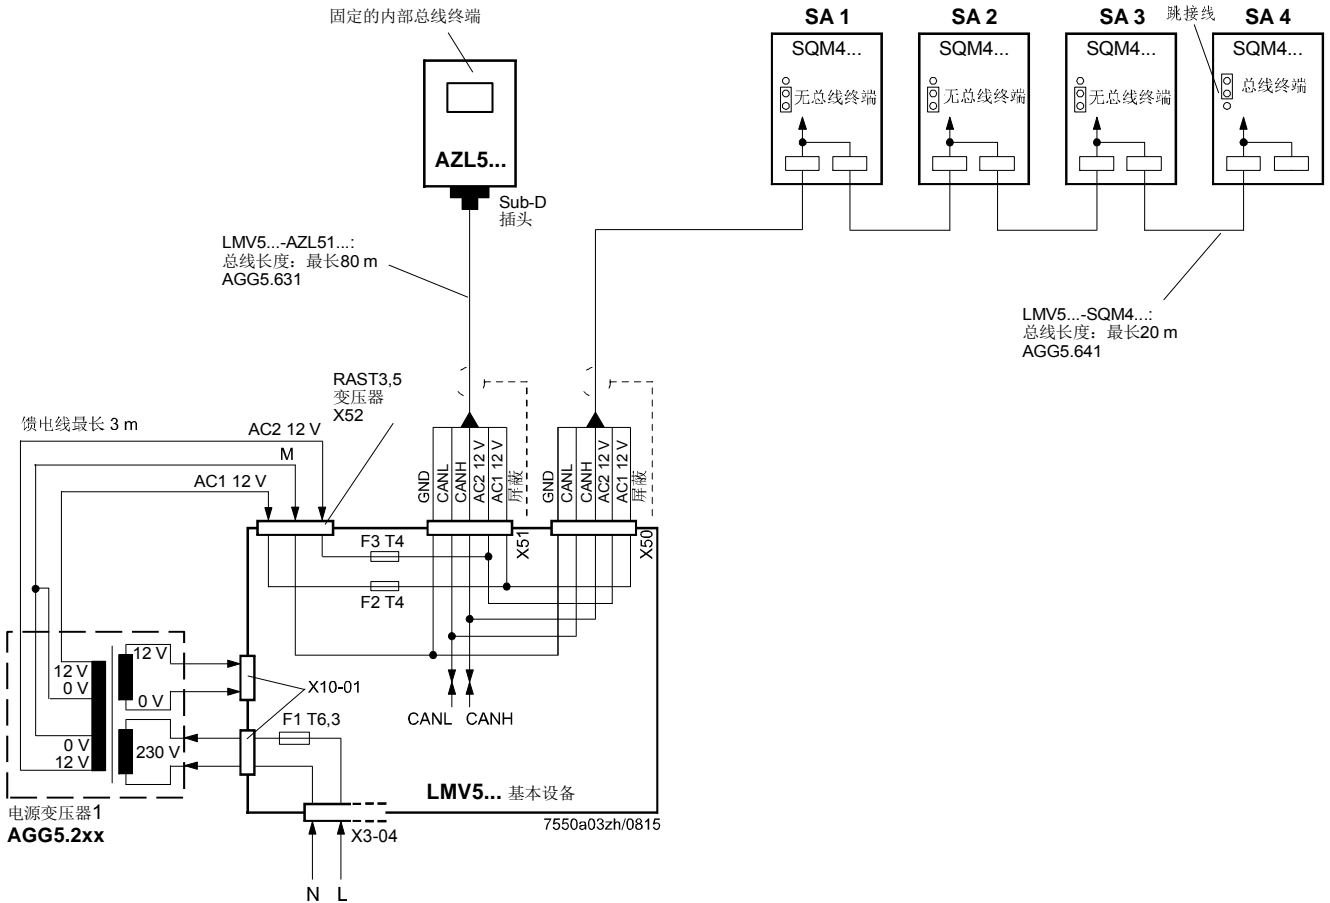 固定的内部总线终端
SA 1
SA 2
SA 3
跳接线
SA 4
SQM4...
SQM4...
SQM4...
SQM4...
无总线终端
无总线终端
无总线终端
总线终端
AZL5...
Sub-D
插头
LMV5...-AZL51...:
总线长度：最长80 m
AGG5.631
LMV5...-SQM4...:
总线长度：最长20 m
AGG5.641
RAST3,5
变压器
X52
馈电线最长 3 m
AC2 12 V
M
AC1 12 V
GND
CANL
CANH
AC2 12 V
AC1 12 V
屏蔽
X51
GND
CANL
CANH
AC2 12 V
AC1 12 V
屏蔽
X50
F3 T4
F2 T4
12 V
0 V
0 V
12 V
12 V
0 V
230 V
X10-01
F1 T6,3
CANL
CANH
LMV5... 基本设备
电源变压器1
AGG5.2xx
X3-04
7550a03zh/0815
N
L